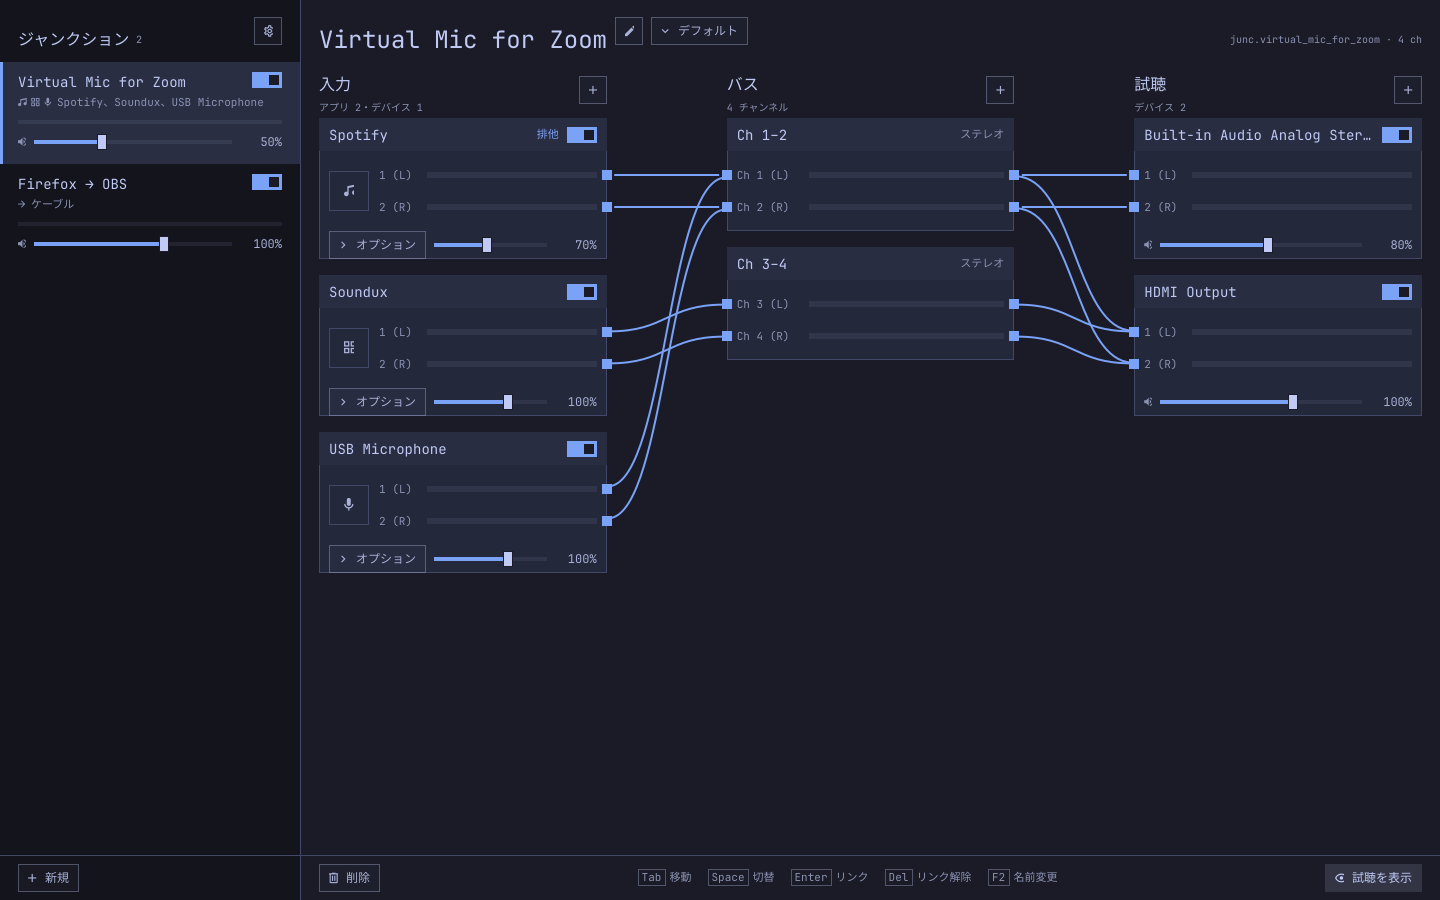 ジャンクション 2
Virtual Mic for Zoom
Spotify、Soundux、USB Microphone
50%
Firefox → OBS
→ ケーブル
100%
新規
Virtual Mic for Zoom
デフォルト
junc.virtual_mic_for_zoom · 4 ch
入力
アプリ 2・デバイス 1
Spotify
排他
1 (L)
2 (R)
オプション
70%
Soundux
1 (L)
2 (R)
オプション
100%
USB Microphone
1 (L)
2 (R)
オプション
100%
バス
4 チャンネル
Ch 1–2
ステレオ
Ch 1 (L)
Ch 2 (R)
Ch 3–4
ステレオ
Ch 3 (L)
Ch 4 (R)
試聴
デバイス 2
Built-in Audio Analog Ster…
1 (L)
2 (R)
80%
HDMI Output
1 (L)
2 (R)
100%
削除
Tab 移動 Space 切替 Enter リンク Del リンク解除 F2 名前変更
試聴を表示